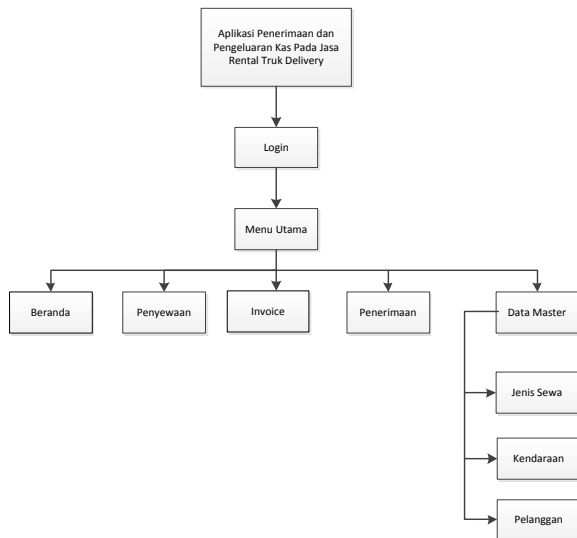 Aplikasi Penerimaan dan
Pengeluaran Kas Pada Jasa
Rental Truk Delivery
Login
Menu Utama
Beranda
Penyewaan
Invoice
Penerimaan
Data Master
Jenis Sewa
Kendaraan
Pelanggan